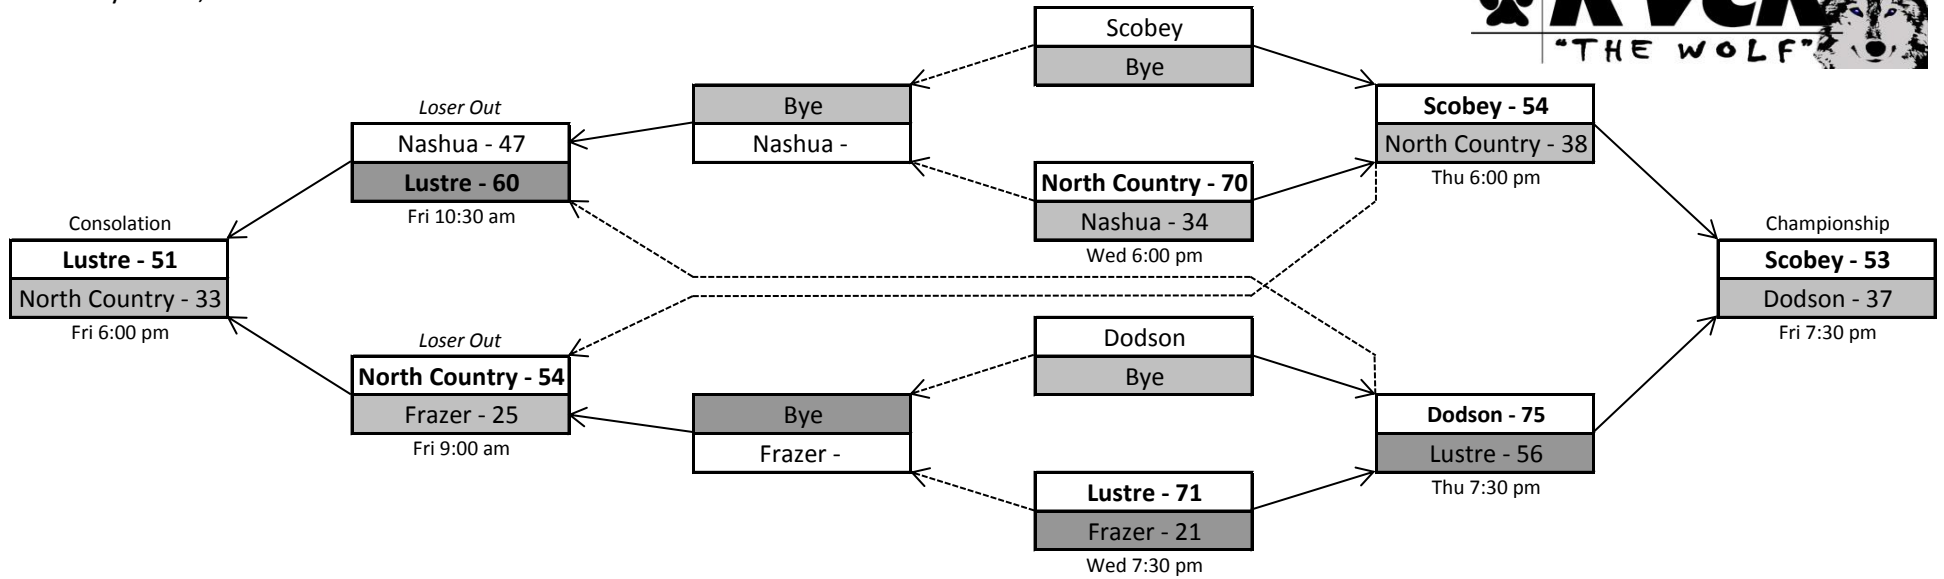 Scobey
Bye
"THE WOLF"
Loser Out
Nashua - 47
Lustre - 60
Fri 10:30 am
Bye
Nashua -
North Country - 70
Nashua - 34
Wed 6:00 pm
Scobey - 54
North Country - 38
Thu 6:00 pm
Consolation
Lustre - 51
North Country - 33
Fri 6:00 pm
Championship
Scobey - 53
Dodson - 37
Fri 7:30 pm
Loser Out
North Country - 54
Frazer - 25
Fri 9:00 am
Bye
Frazer -
Dodson
Bye
Lustre - 71
Frazer - 21
Wed 7:30 pm
Dodson - 75
Lustre - 56
Thu 7:30 pm